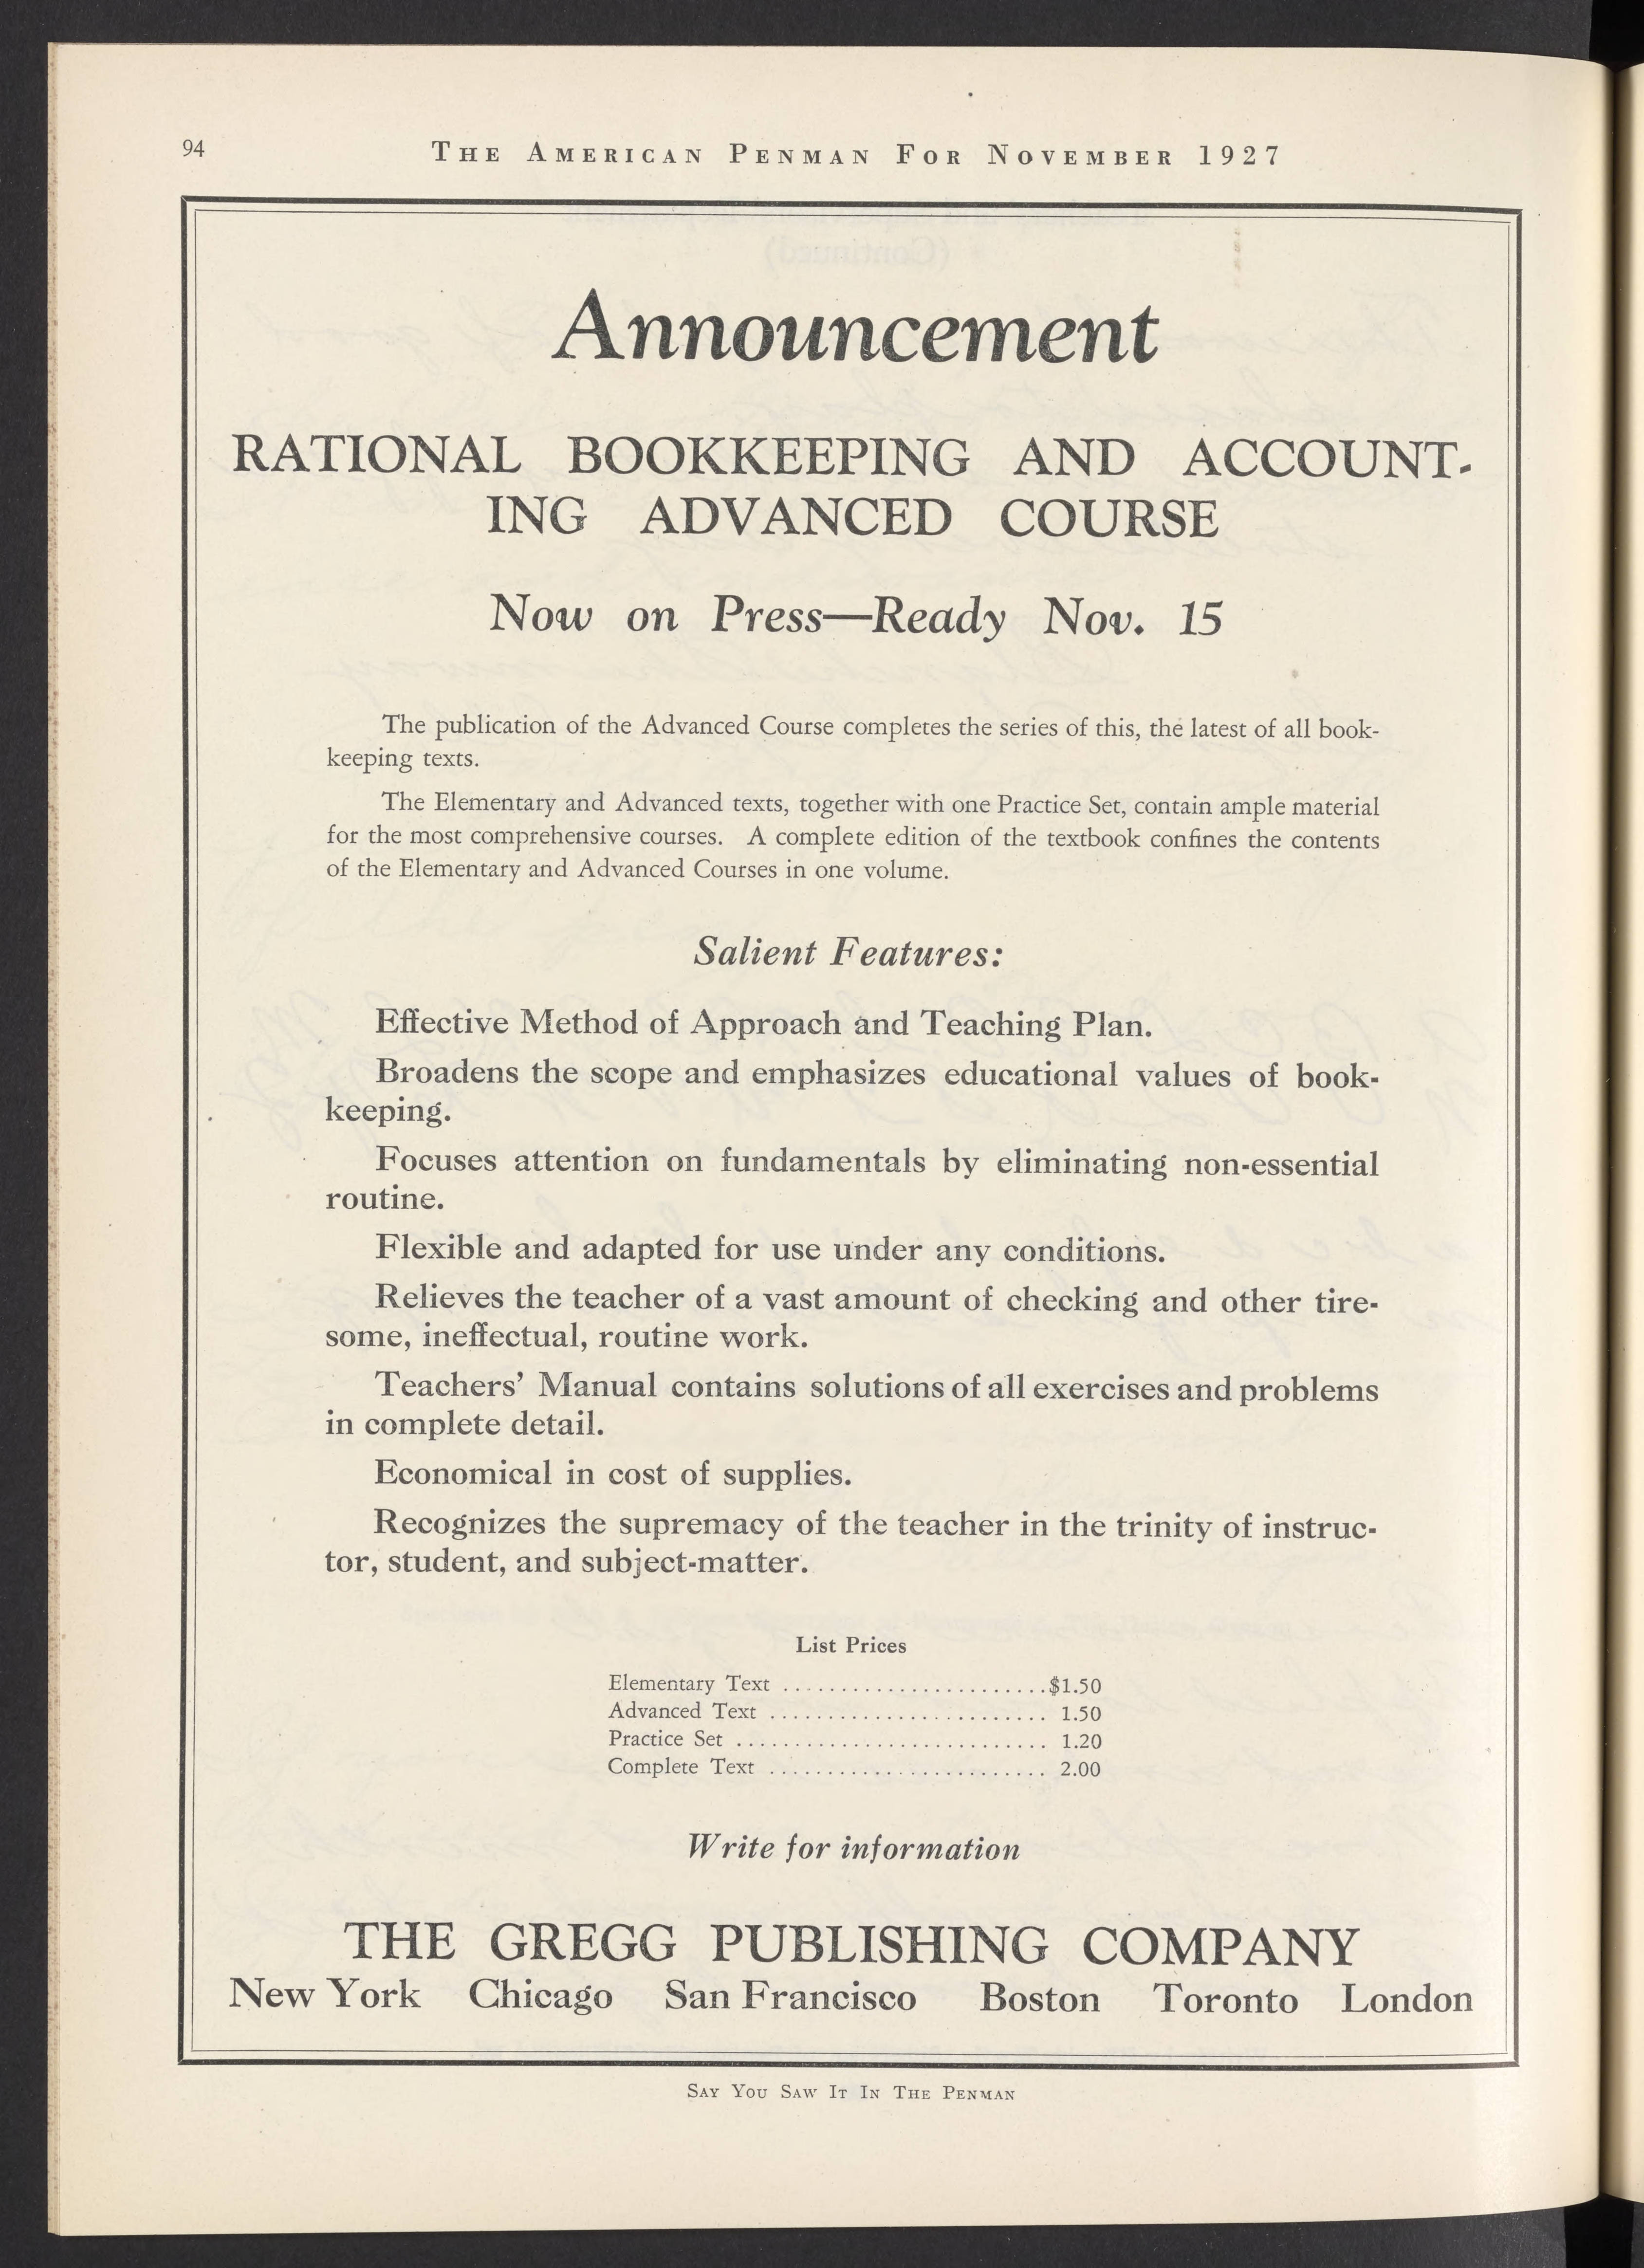 94
THE AMERICAN PENMAN FOR NOVEMBER 1927
Announcement
RATIONAL BOOKKEEPING AND ACCOUNT-
ING ADVANCED COURSE
Now on Press—Ready Nov. 15
The publication of the Advanced Course completes the series of this, the latest of all book-
keeping texts.
The Elementary and Advanced texts, together with one Practice Set, contain ample material
for the most comprehensive courses. A complete edition of the textbook confines the contents
of the Elementary and Advanced Courses in one volume.
Salient Features:
Effective Method of Approach and Teaching Plan.
Broadens the scope and emphasizes educational values of book-
keeping.
Focuses attention on fundamentals by eliminating non-essential
routine.
Flexible and adapted for use under any conditions.
Relieves the teacher of a vast amount of checking and other tire-
some, ineffectual, routine work.
Teachers' Manual contains solutions of all exercises and problems
in complete detail.
Economical in cost of supplies.
Recognizes the supremacy of the teacher in the trinity of instruc-
tor, student, and subject-matter.
List Prices
Elementary Text .......................$1.50
Advanced Text ........................ 1.50
Practice Set ........................... 1.20
Complete Text ........................ 2.00
Write for information
THE GREGG PUBLISHING COMPANY
New York Chicago San Francisco Boston Toronto London
SAY YOU SAW IT IN THE PENMAN